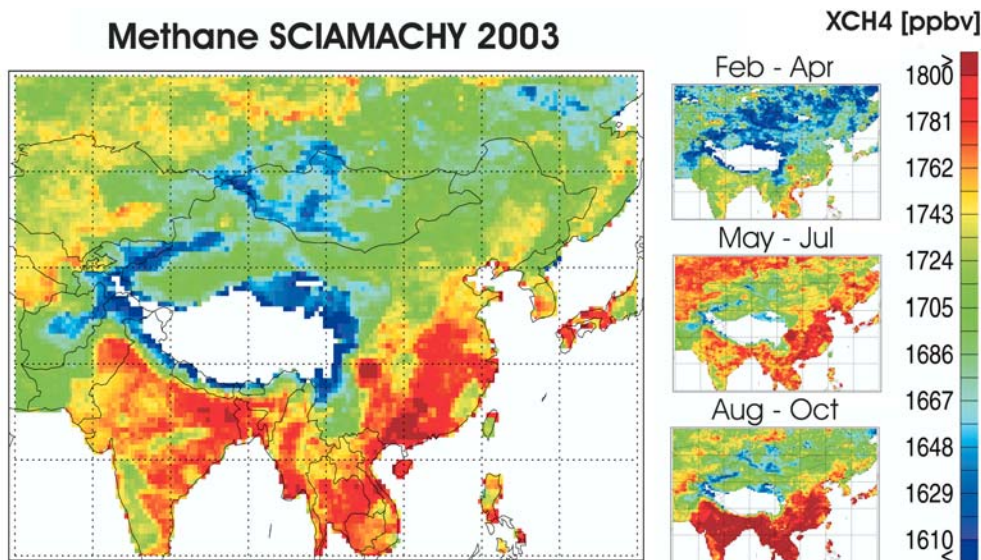 Methane SCIAMACHY 2003
XCH4 [ppbv]
Feb - Apr
May - Jul
Aug - Oct
>
1800
1781
1762
1743
1724
1705
1686
1667
1648
1629
1610
<